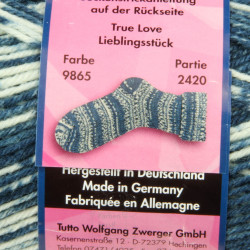 auf der Rückseite
True Love
Lieblingsstück
Farbe
9865
Partie
2420
Hergestellt in Deutschland
Made in Germany
Fabriquée en Allemagne
Tutto Wolfgang Zwerger GmbH
Kasernenstraße 12 - D-72379 Hechingen